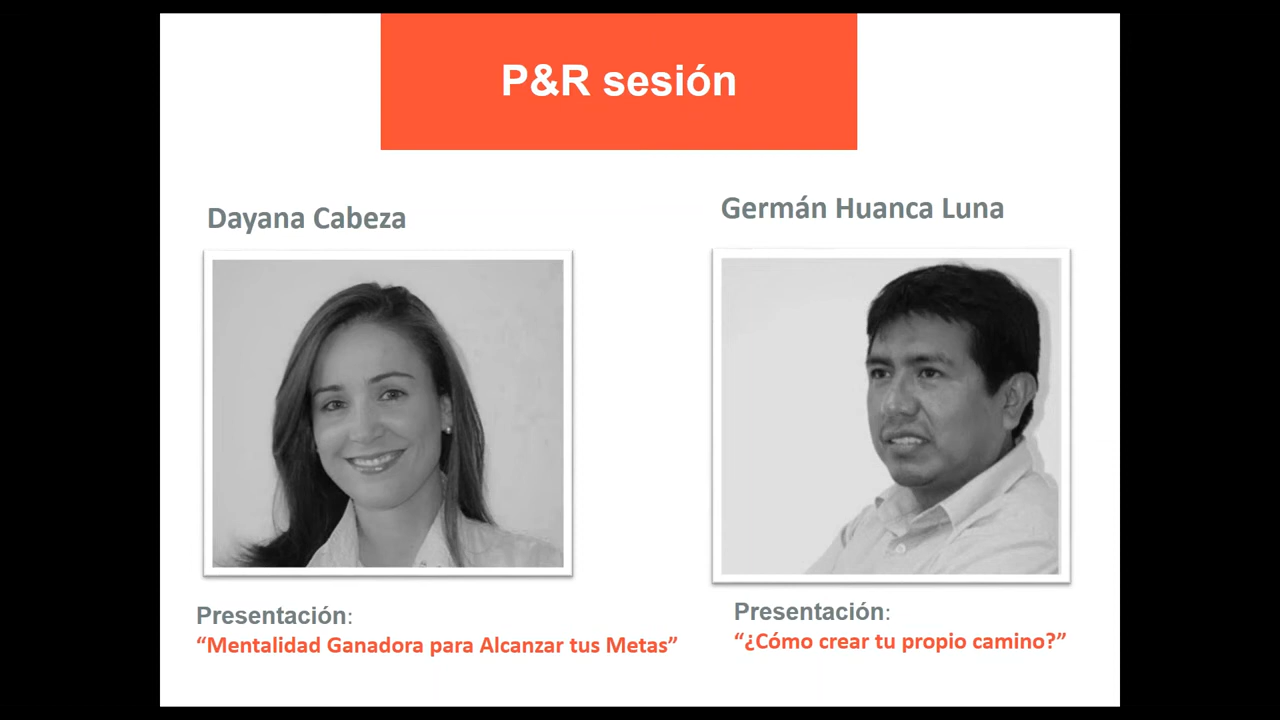 P&R sesión
Dayana Cabeza
Germán Huanca Luna
Presentación:
“Mentalidad Ganadora para Alcanzar tus Metas”
Presentación:
“¿Cómo crear tu propio camino?”